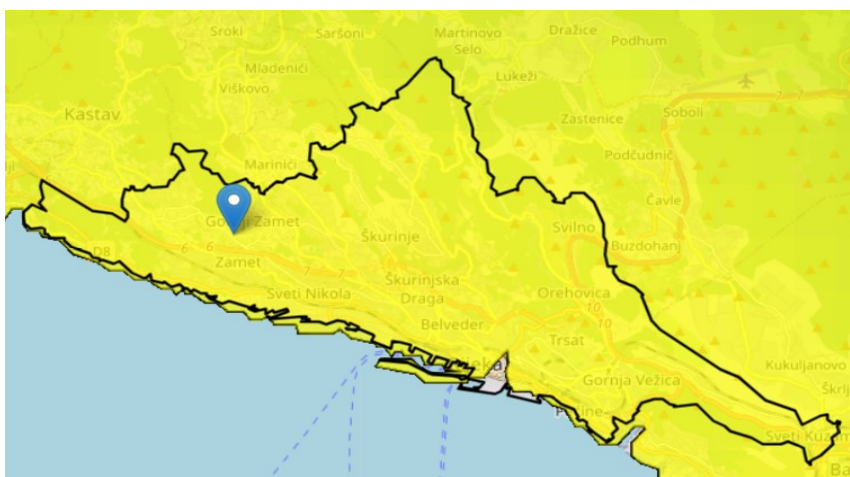 Sroki
Saršoni
Martinovo
Selo
Dražice
Podhum
Mladenići
Viškovo
Lukeži
Kastav
Zastenice
Soboli
7
7
Podčudnič
Marinići
Čavle
Zamet
Škurinje
Svilno
Buzdohanj
D8
6
6
Zamet
7
7
Škurinjska
Draga
Sveti Nikola
Orehovica
10
10
Belveder
Trsat
Kukuljanovo
Gornja Vežica
Sveti Kuzam